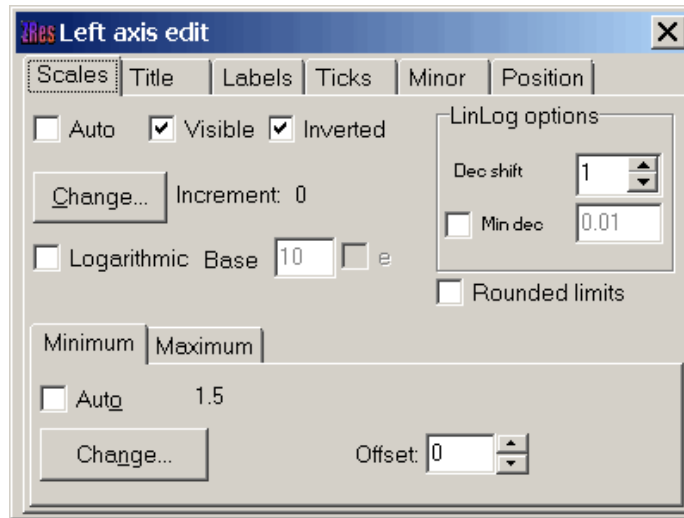 2Res Left axis edit
Scales Title Labels Ticks Minor Position
Auto Visible Inverted
LinLog options
Dec shift 1
Change... Increment: 0
Min dec 0.01
Logarithmic Base 10 e
Rounded limits
Minimum Maximum
Auto 1.5
Change... Offset: 0